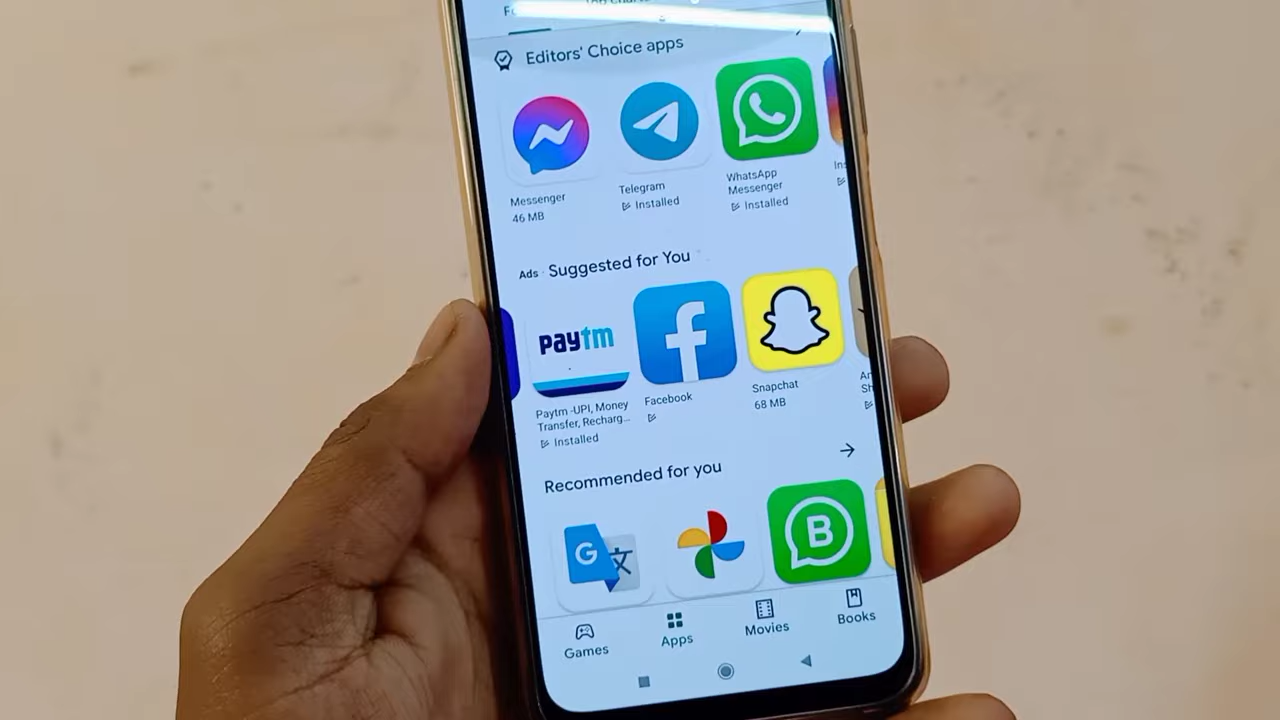 Editors' Choice apps
Messenger
46 MB
Telegram
Installed
WhatsApp
Messenger
Installed
Ads · Suggested for You
Paytm
Paytm -UPI, Money
Transfer, Recharg...
Installed
f
Facebook
Snapchat
68 MB
Recommended for you
G 文
B
Games
Apps
Movies
Books